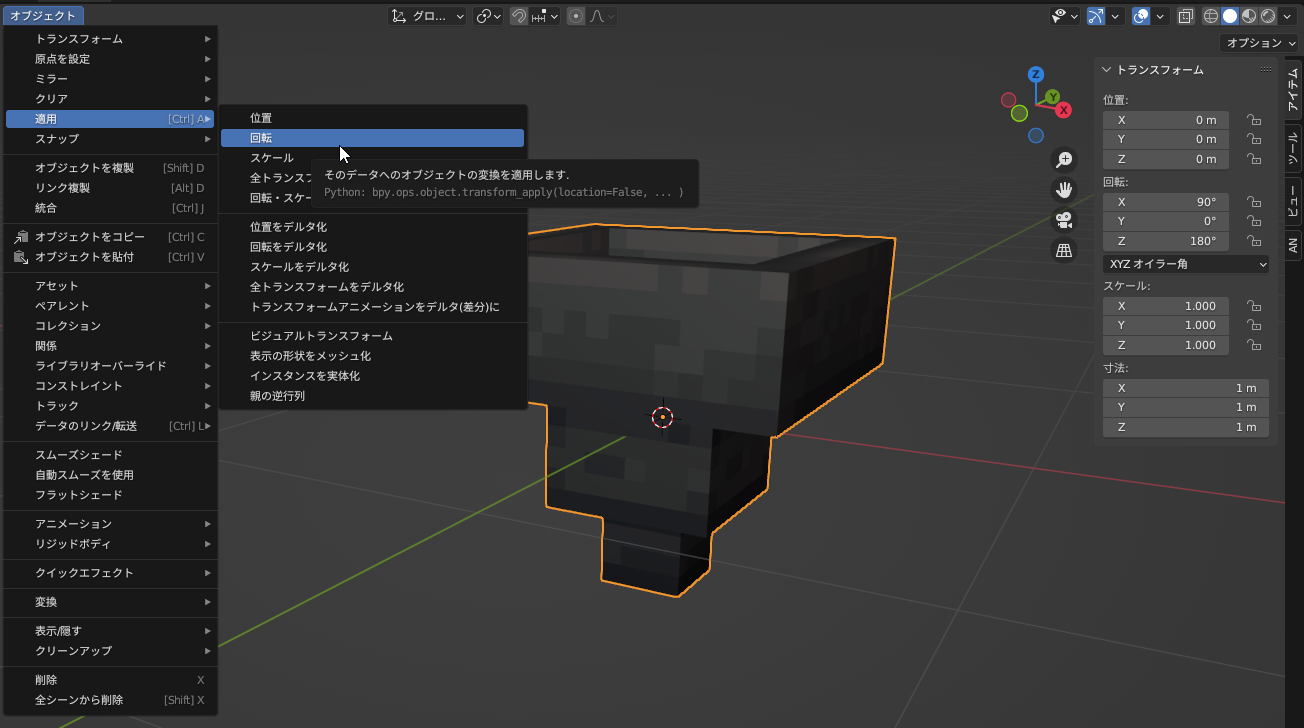 オブジェクト
グロ...
オプション
トランスフォーム
原点を設定
ミラー
クリア
適用 [Ctrl] A
スナップ
オブジェクトを複製 [Shift] D
リンク複製 [Alt] D
統合 [Ctrl] J
オブジェクトをコピー [Ctrl] C
オブジェクトを貼付 [Ctrl] V
アセット
ペアレント
コレクション
関係
ライブラリオーバーライド
コンストレイント
トラック
データのリンク/転送 [Ctrl] L
スムーズシェード
自動スムーズを使用
フラットシェード
アニメーション
リジッドボディ
クイックエフェクト
変換
表示/隠す
クリーンアップ
削除 X
全シーンから削除 [Shift] X
位置
回転
スケール
全トランスフ
回転・スケー
位置をデルタ化
回転をデルタ化
スケールをデルタ化
全トランスフォームをデルタ化
トランスフォームアニメーションをデルタ(差分)に
ビジュアルトランスフォーム
表示の形状をメッシュ化
インスタンスを実体化
親の逆行列
そのデータへのオブジェクトの変換を適用します.
Python: bpy.ops.object.transform_apply(location=False, ... )
Z
Y
X
トランスフォーム
位置:
X 0 m
Y 0 m
Z 0 m
回転:
X 90°
Y 0°
Z 180°
XYZ オイラー角
スケール:
X 1.000
Y 1.000
Z 1.000
寸法:
X 1 m
Y 1 m
Z 1 m
アイテム
ツール
ビュー
AN